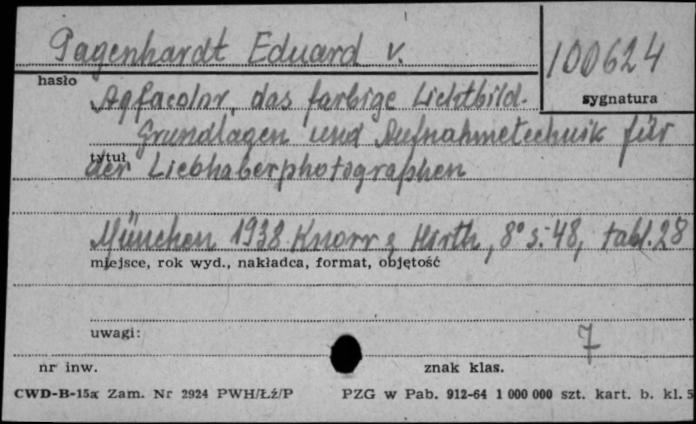 Pagenhardt Eduard v.
100624
hasło
sygnatura
Agfacolor, das farbige Lichtbild.
Grundlagen und Aufnahmetechnik für
tytuł
den Liebhaberphotographen
München 1938 Knorr & Hirth, 8° s. 48, tabl. 28
miejsce, rok wyd., nakładca, format, objętość
uwagi:
7
nr inw.
znak klas.
CWD-B-15a Zam. Nr 2924 PWH/Łź/P
PZG w Pab. 912-64 1 000 000 szt. kart. b. kl. 5